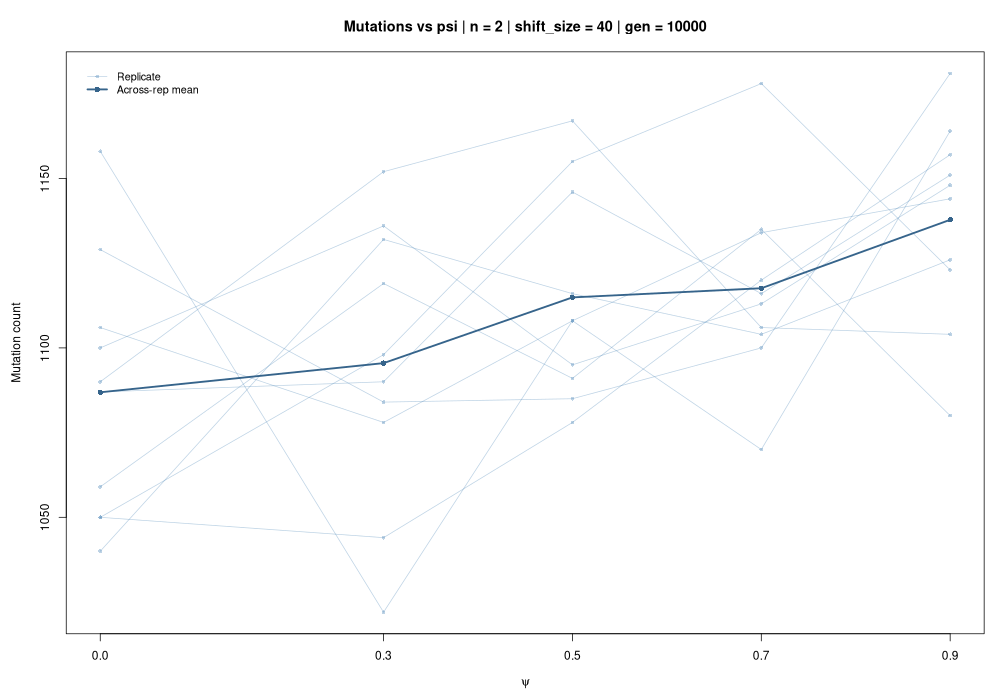 Mutations vs psi | n = 2 | shift_size = 40 | gen = 10000
Replicate
Across-rep mean
Mutation count
1150
1100
1050
0.0 0.3 0.5 0.7 0.9
ψ